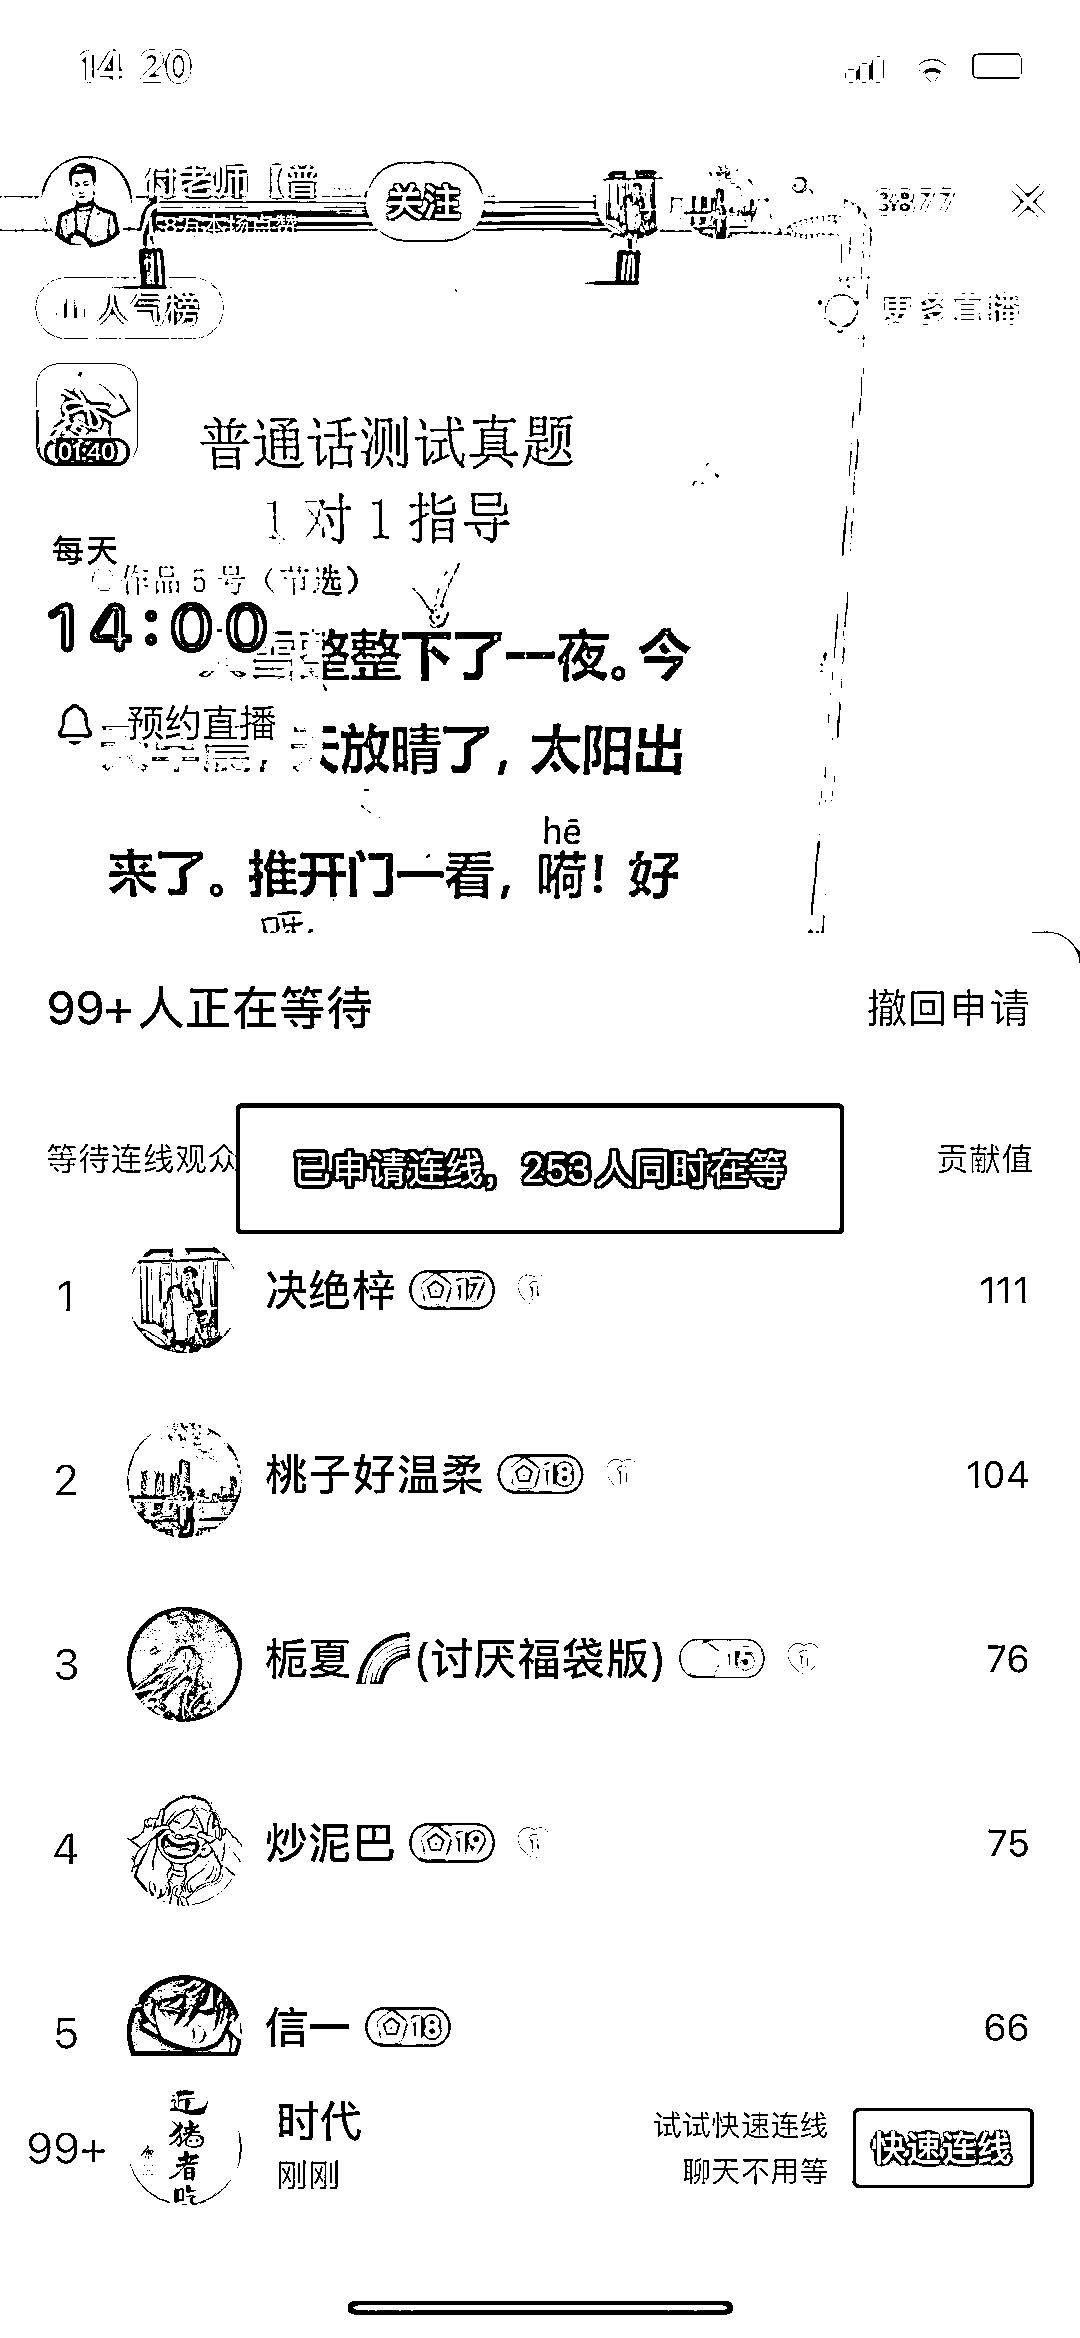 14 20
付老师【普
关注
3877
8万本场点赞
人气榜
更多直播
01:40
普通话测试真题
1对1指导
每天
作品5号（节选）
14:00
雪整整下了一夜。今
预约直播
天放晴了，太阳出
hē
来了。推开门一看，嗬！好
呀
99+人正在等待
撤回申请
等待连线观众
已申请连线，253人同时在等
贡献值
1 决绝梓 17 111
2 桃子好温柔 18 104
3 栀夏🌈(讨厌福袋版) 15 76
4 炒泥巴 19 75
5 信一 18 66
近猪者吃
99+ 时代
刚刚
试试快速连线
聊天不用等
快速连线